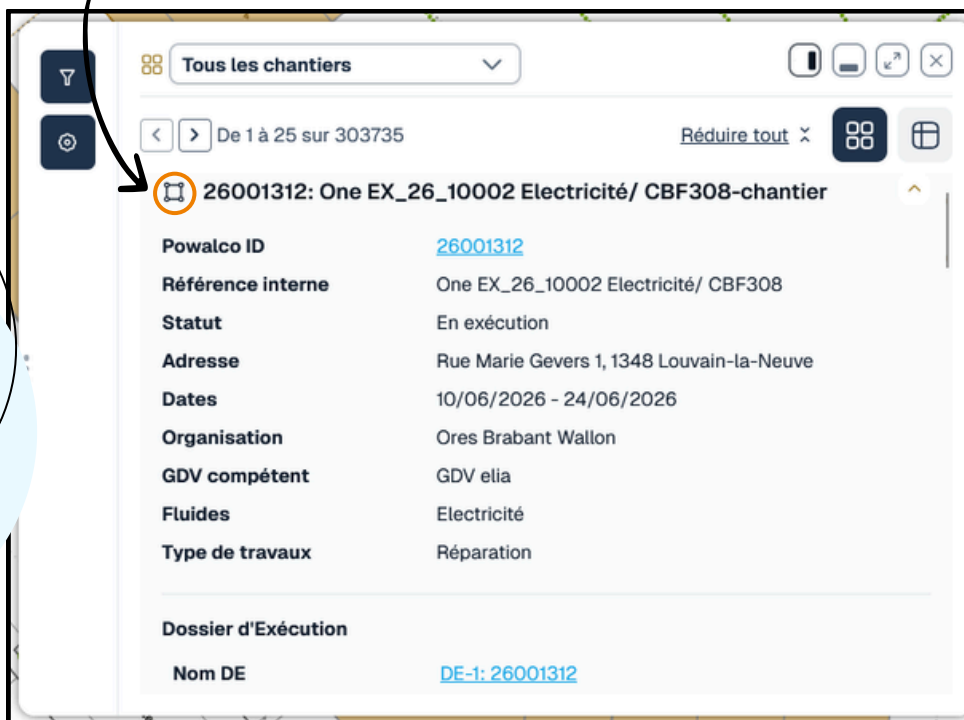 Tous les chantiers
De 1 à 25 sur 303735 Réduire tout
26001312: One EX_26_10002 Electricité/ CBF308-chantier
Powalco ID 26001312
Référence interne One EX_26_10002 Electricité/ CBF308
Statut En exécution
Adresse Rue Marie Gevers 1, 1348 Louvain-la-Neuve
Dates 10/06/2026 - 24/06/2026
Organisation Ores Brabant Wallon
GDV compétent GDV elia
Fluides Electricité
Type de travaux Réparation
Dossier d'Exécution
Nom DE DE-1: 26001312